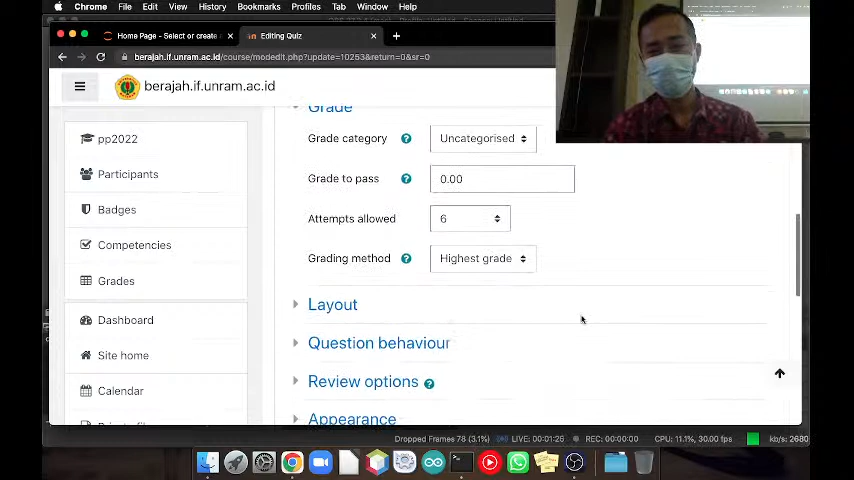 Chrome File Edit View History Bookmarks Profiles Tab Window Help
Home Page - Select or create
Editing Quiz
berajah.if.unram.ac.id/course/modedit.php?update=10253&return=0&sr=0
berajah.if.unram.ac.id
Grade
pp2022
Grade category
Uncategorised
Participants
Grade to pass
0.00
Badges
Attempts allowed
6
Competencies
Grading method
Highest grade
Grades
Layout
Dashboard
Question behaviour
Site home
Review options
Calendar
Appearance
Dropped Frames 78 (3.1%) LIVE: 00:01:26 REC: 00:00:00 CPU: 11.1%, 30.00 fps kb/s: 2680